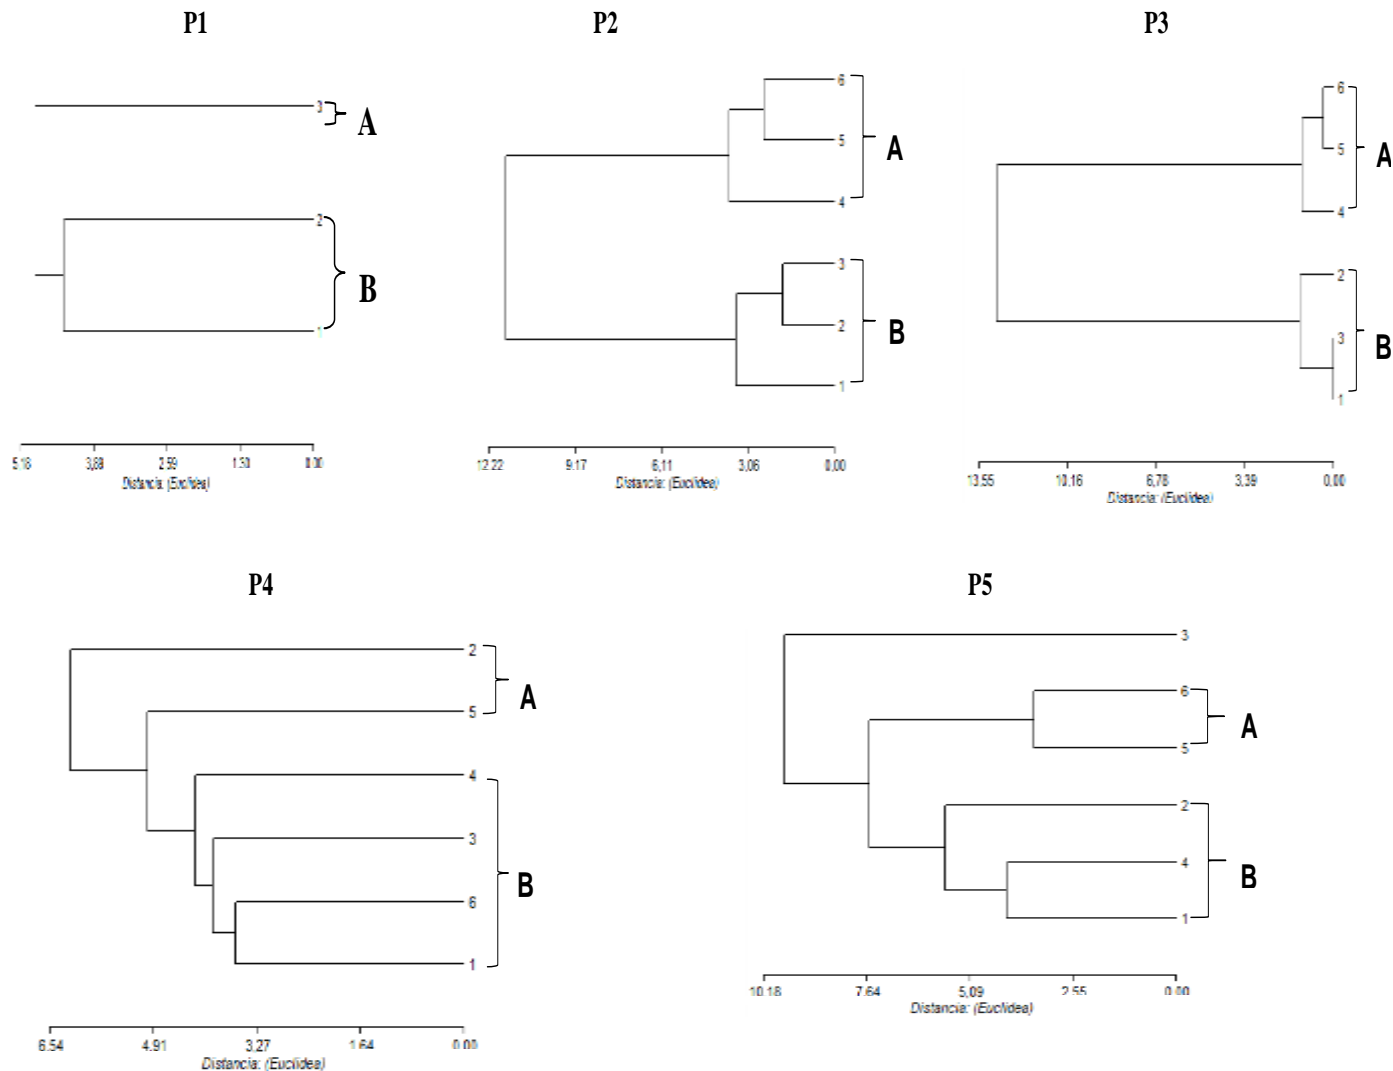 P1
3
A
2
B
1
5.18 3,88 2.59 1.30 0.00
Distancia: (Euclidea)
P2
6
5
A
4
3
2
B
1
12.22 9.17 6,11 3,06 0,00
Distancia: (Euclidea)
P3
6
5
A
4
2
3
B
1
13.55 10.16 6,78 3,39 0.00
Distancia: (Euclidea)
P4
2
A
5
4
3
B
6
1
6.54 4.91 3.27 1.64 0.00
Distancia: (Euclidea)
P5
3
6
A
5
2
4
B
1
10.18 7.64 5,09 2.55 0.00
Distancia: (Euclidea)